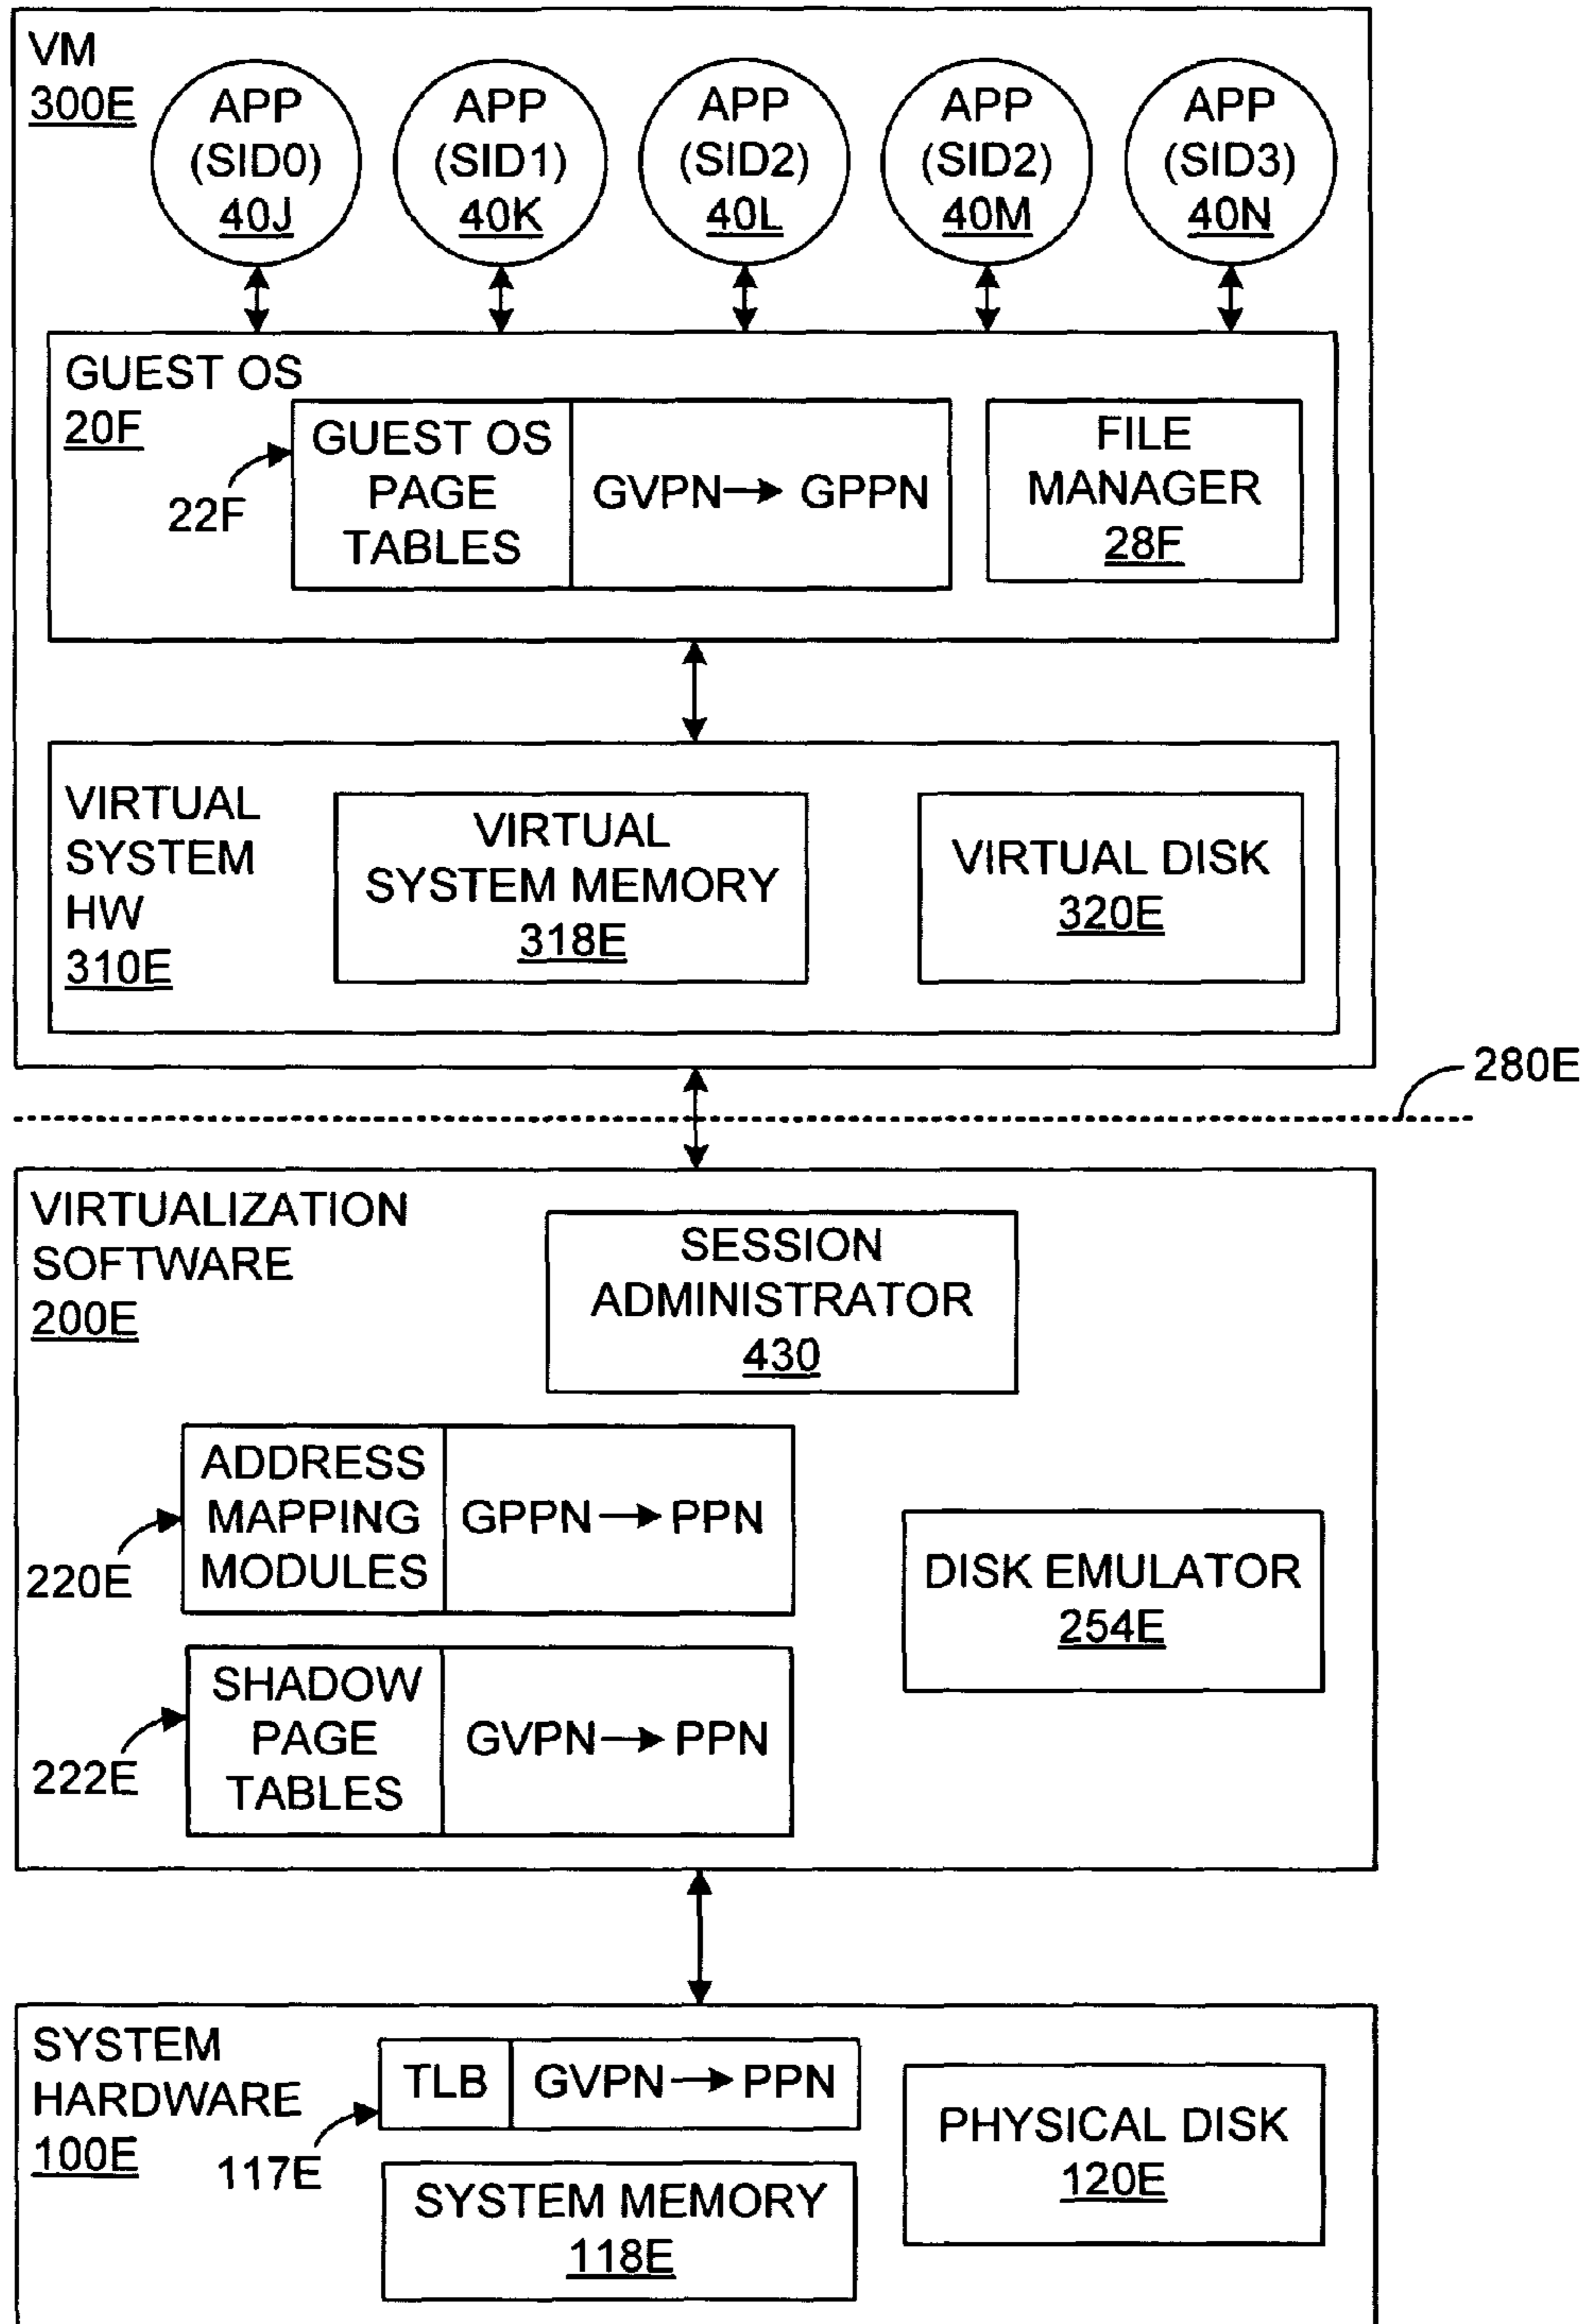 VM
300E
APP
(SID0)
40J
APP
(SID1)
40K
APP
(SID2)
40L
APP
(SID2)
40M
APP
(SID3)
40N
GUEST OS
20F
22F
GUEST OS
PAGE
TABLES
GVPN → GPPN
FILE
MANAGER
28F
VIRTUAL
SYSTEM
HW
310E
VIRTUAL
SYSTEM MEMORY
318E
VIRTUAL DISK
320E
280E
VIRTUALIZATION
SOFTWARE
200E
SESSION
ADMINISTRATOR
430
220E
ADDRESS
MAPPING
MODULES
GPPN → PPN
DISK EMULATOR
254E
222E
SHADOW
PAGE
TABLES
GVPN → PPN
SYSTEM
HARDWARE
100E
117E
TLB
GVPN → PPN
SYSTEM MEMORY
118E
PHYSICAL DISK
120E